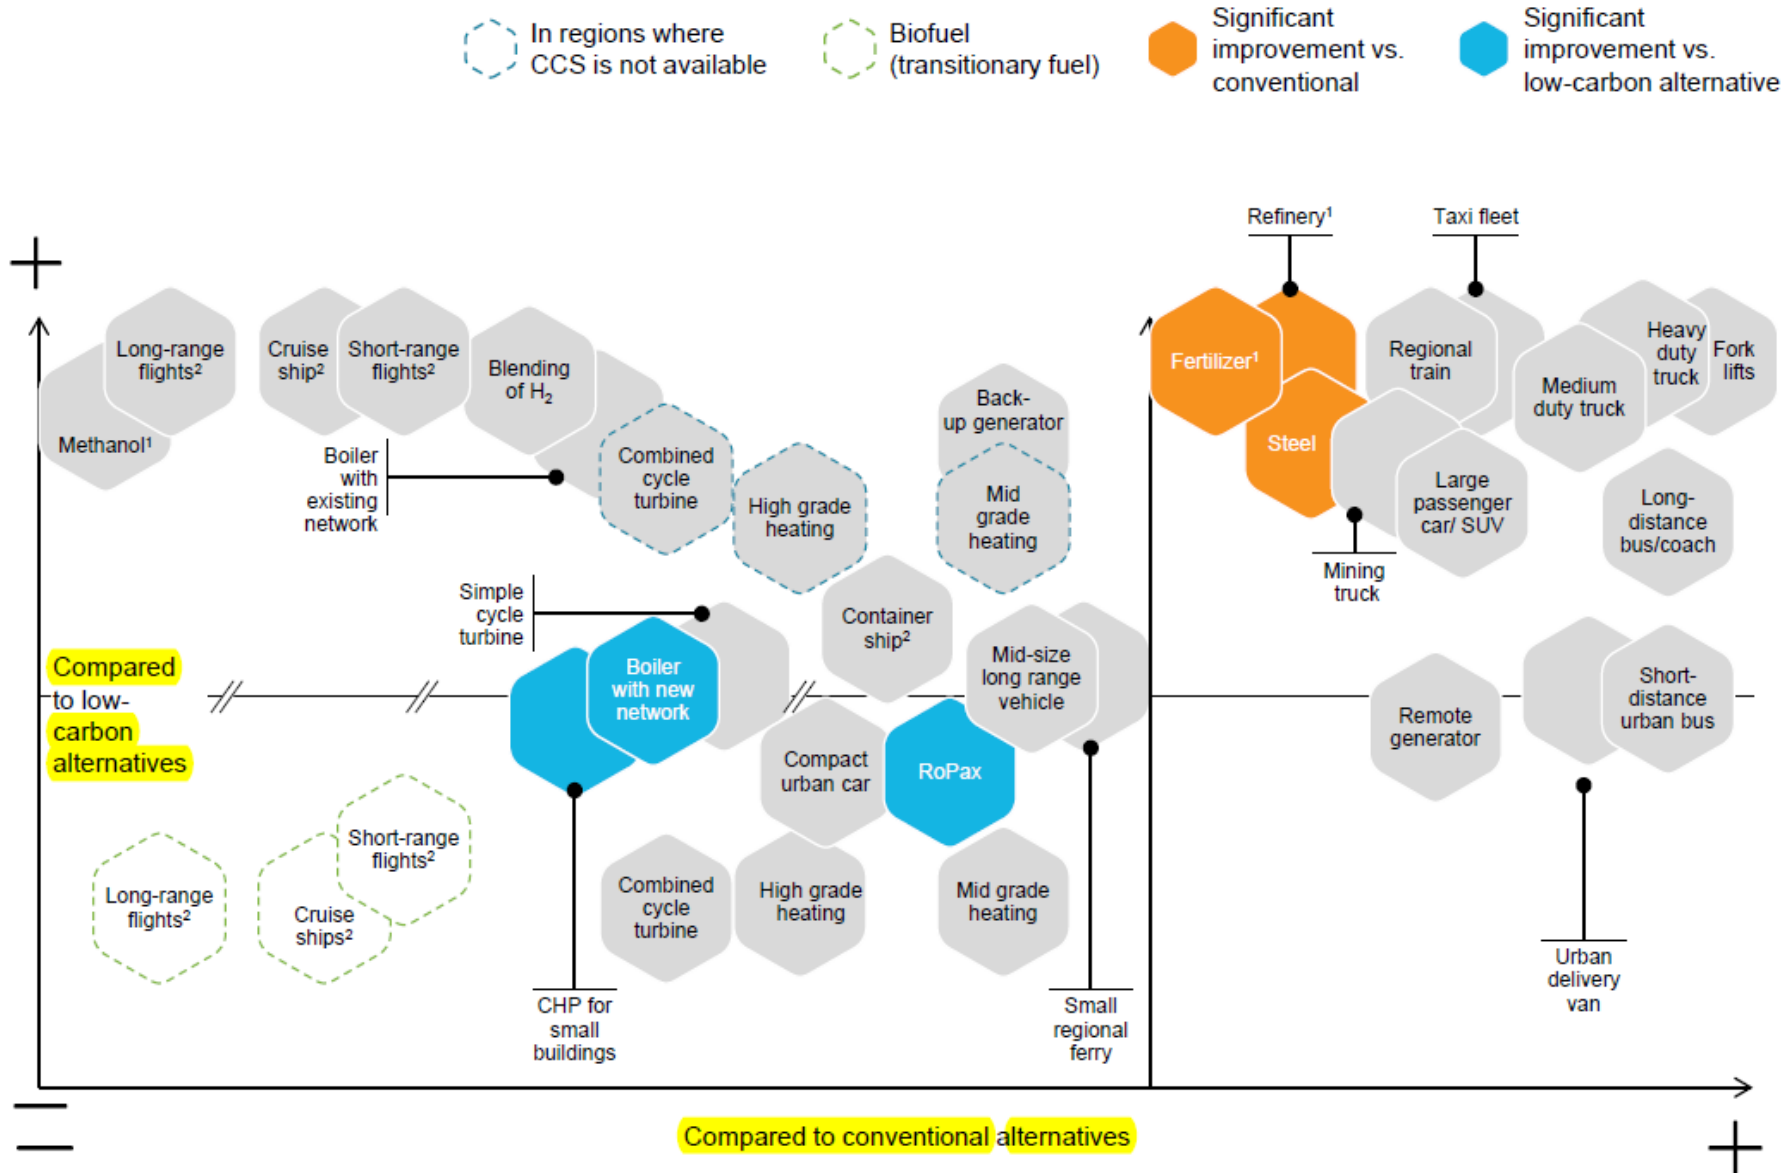 In regions where
CCS is not available
Biofuel
(transitionary fuel)
Significant
improvement vs.
conventional
Significant
improvement vs.
low-carbon alternative
Refinery¹
Taxi fleet
Long-range
flights²
Cruise
ship²
Short-range
flights²
Blending
of H₂
Methanol¹
Boiler
with
existing
network
Combined
cycle
turbine
High grade
heating
Back-
up generator
Mid
grade
heating
Fertilizer¹
Steel
Regional
train
Medium
duty truck
Heavy
duty
truck
Fork
lifts
Large
passenger
car/ SUV
Long-
distance
bus/coach
Mining
truck
Simple
cycle
turbine
Container
ship²
Mid-size
long range
vehicle
Boiler
with new
network
Compared
to low-
carbon
alternatives
Compact
urban car
RoPax
Remote
generator
Short-
distance
urban bus
Short-range
flights²
Long-range
flights²
Cruise
ships²
Combined
cycle
turbine
High grade
heating
Mid grade
heating
CHP for
small
buildings
Small
regional
ferry
Urban
delivery
van
Compared to conventional alternatives